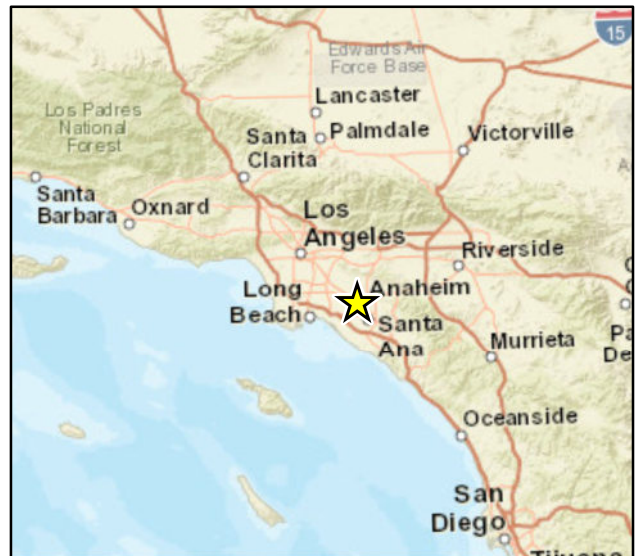 15
Edwards Air
Force Base
Lancaster
Los Padres
National
Forest
Santa
Clarita
Palmdale
Victorville
Santa
Barbara
Oxnard
Los
Angeles
Riverside
Long
Beach
Anaheim
Santa
Ana
Murrieta
Oceanside
San
Diego